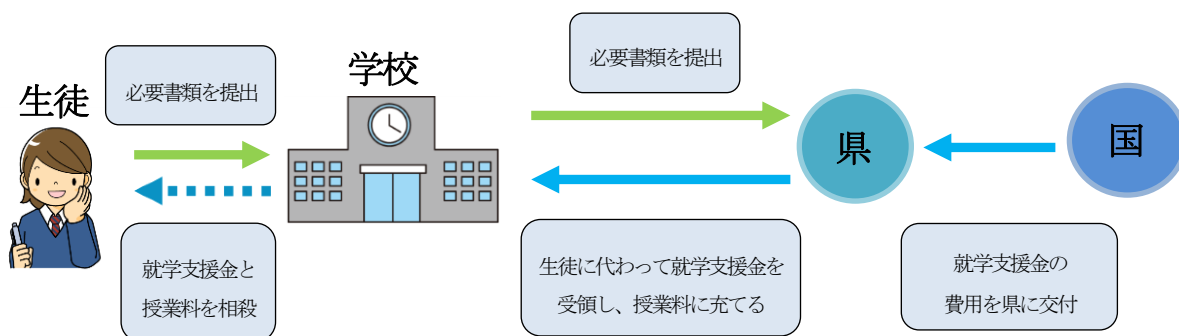 生徒
必要書類を提出
学校
必要書類を提出
県
国
就学支援金と
授業料を相殺
生徒に代わって就学支援金を
受領し、授業料に充てる
就学支援金の
費用を県に交付